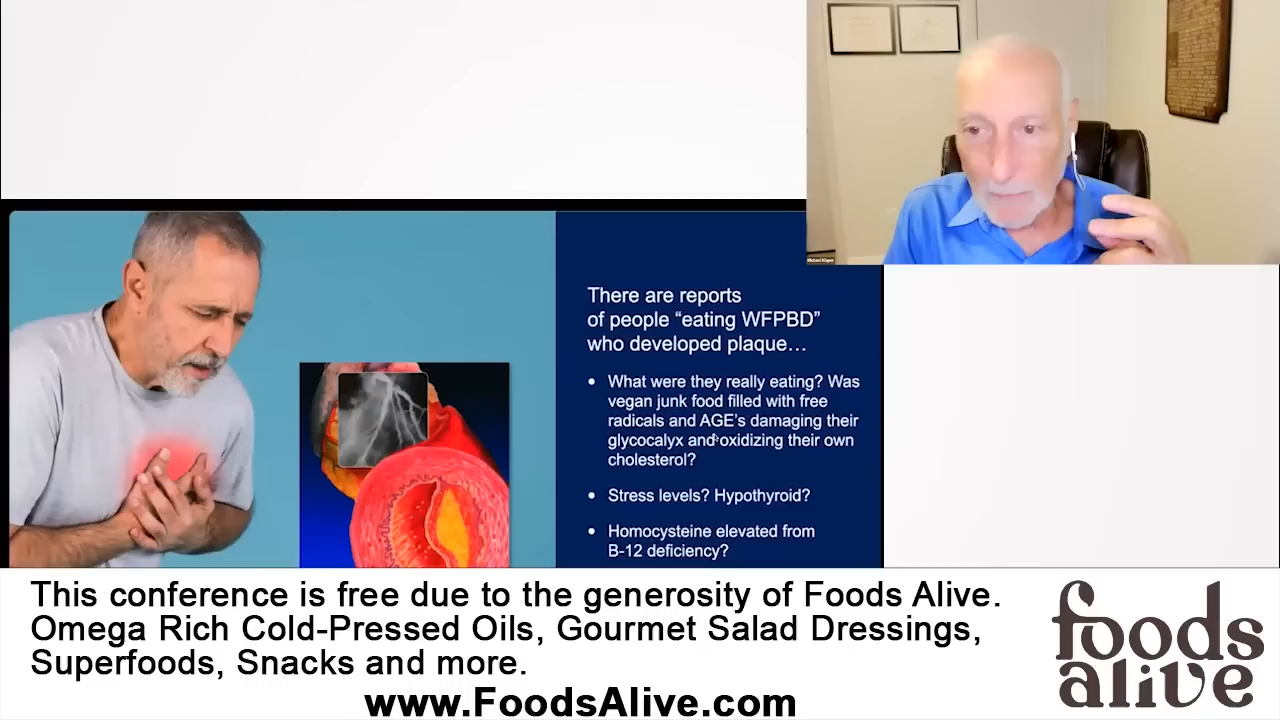 Michael Klaper
There are reports
of people “eating WFPBD”
who developed plaque…
• What were they really eating? Was
vegan junk food filled with free
radicals and AGE’s damaging their
glycocalyx and oxidizing their own
cholesterol?
• Stress levels? Hypothyroid?
• Homocysteine elevated from
B-12 deficiency?
This conference is free due to the generosity of Foods Alive.
Omega Rich Cold-Pressed Oils, Gourmet Salad Dressings,
Superfoods, Snacks and more.
www.FoodsAlive.com
foods
alive